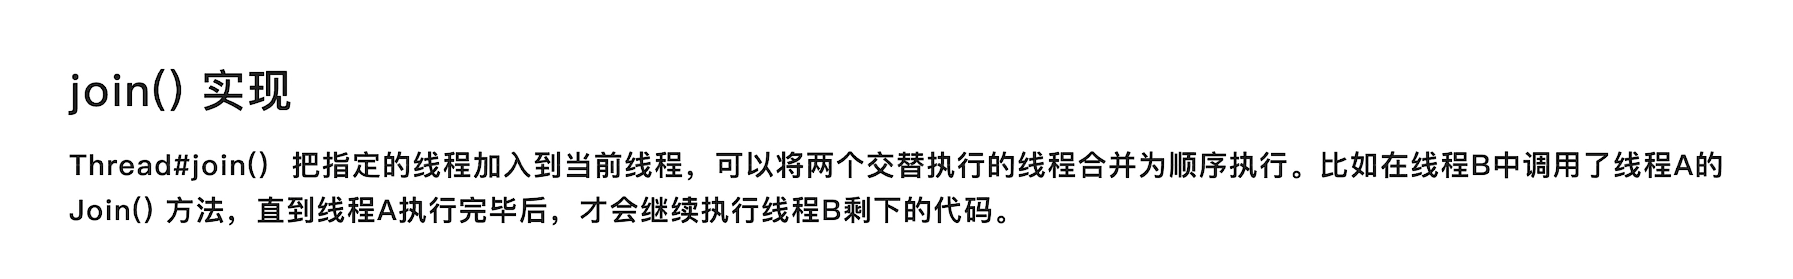 join() 实现
Thread#join() 把指定的线程加入到当前线程，可以将两个交替执行的线程合并为顺序执行。比如在线程B中调用了线程A的
Join() 方法，直到线程A执行完毕后，才会继续执行线程B剩下的代码。